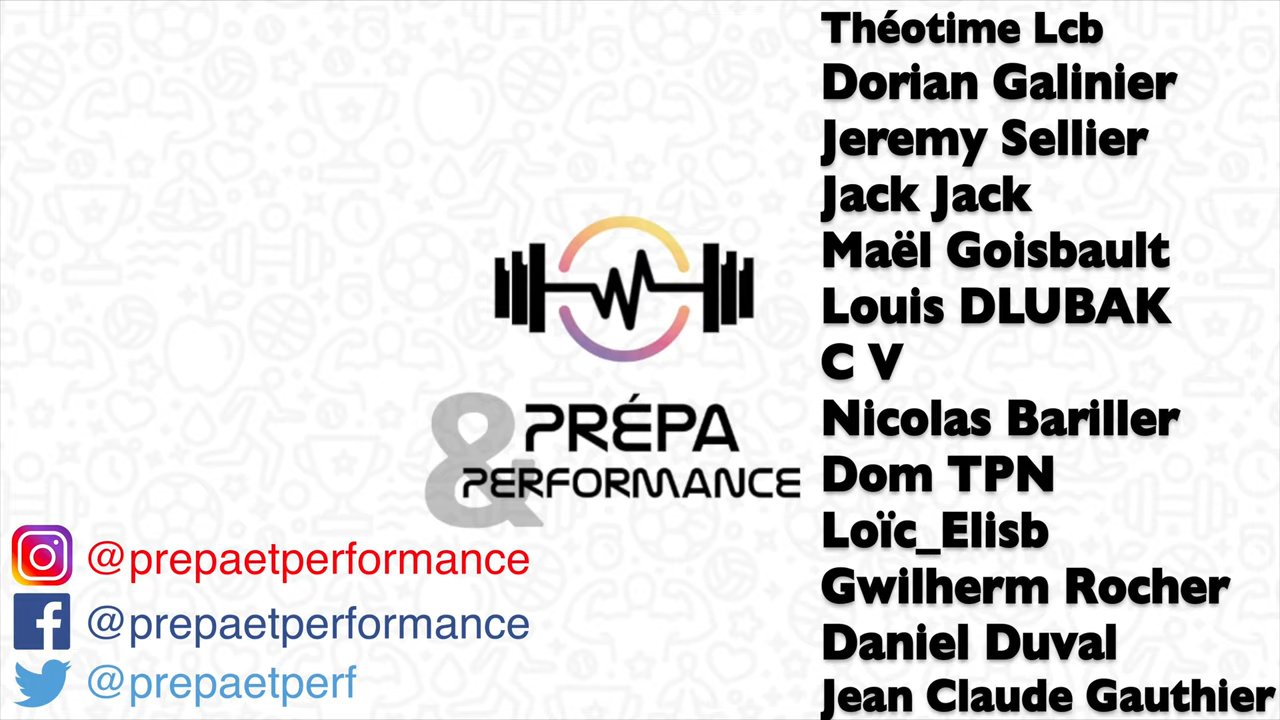 PRÉPA
& PERFORMANCE
@prepaetperformance
@prepaetperformance
@prepaetperf
Théotime Lcb
Dorian Galinier
Jeremy Sellier
Jack Jack
Maël Goisbault
Louis DLUBAK
C V
Nicolas Bariller
Dom TPN
Loïc_Elisb
Gwilherm Rocher
Daniel Duval
Jean Claude Gauthier